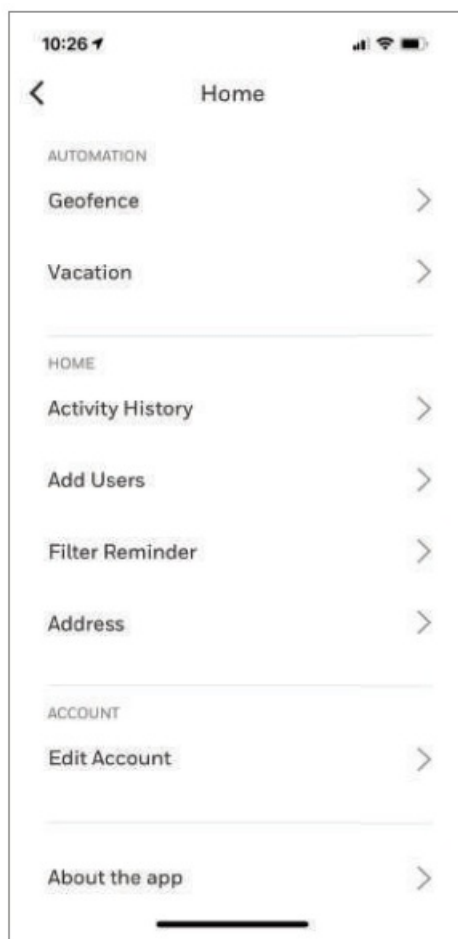 10:26
Home
AUTOMATION
Geofence
Vacation
HOME
Activity History
Add Users
Filter Reminder
Address
ACCOUNT
Edit Account
About the app